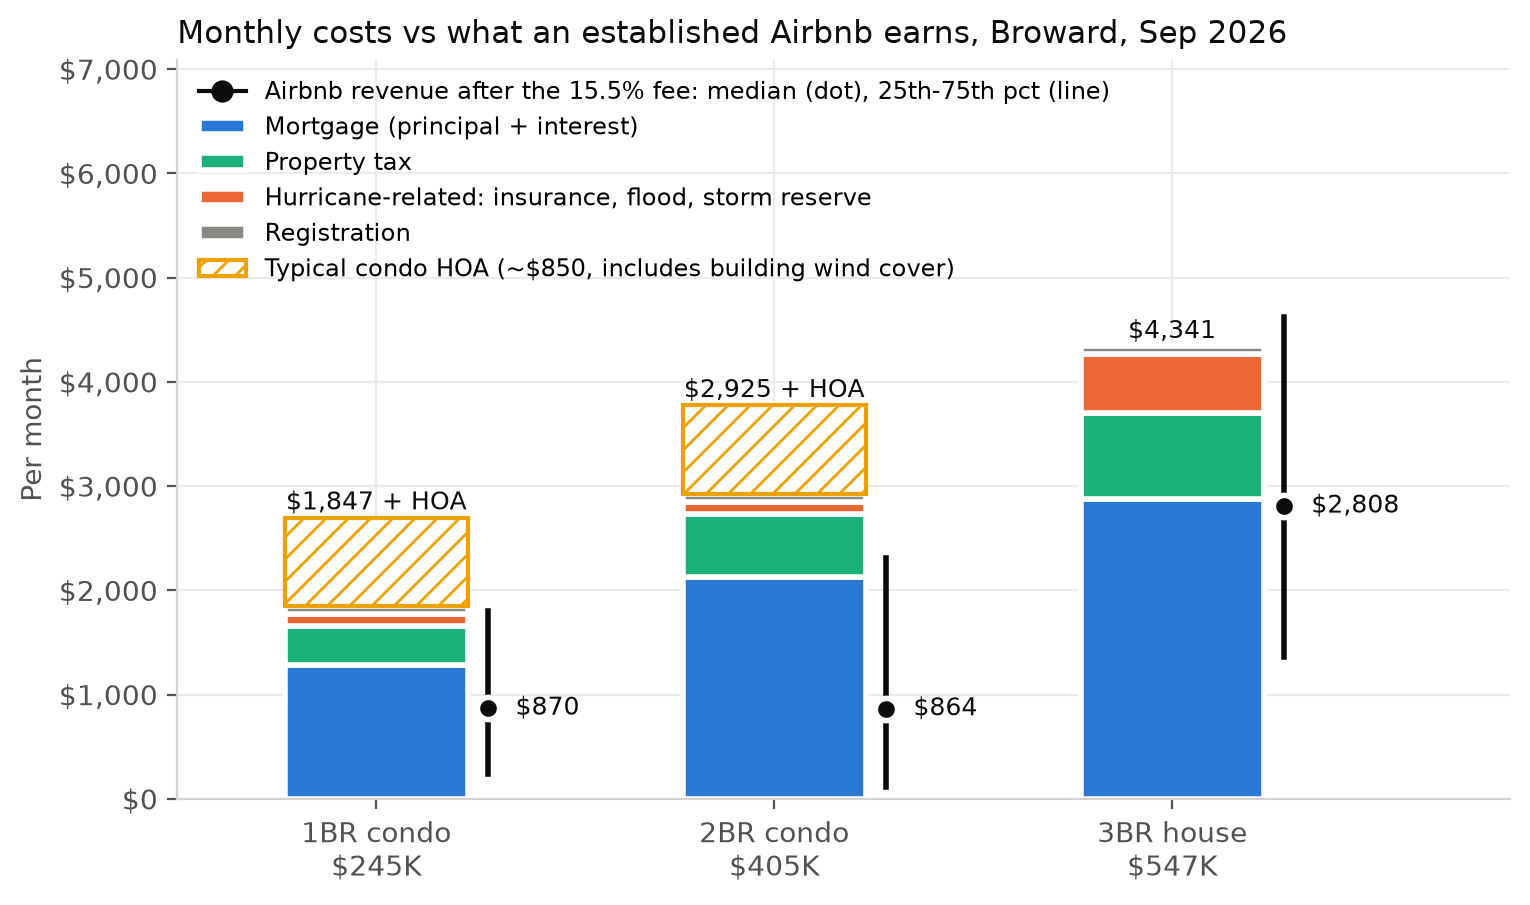 Monthly costs vs what an established Airbnb earns, Broward, Sep 2026
$7,000
$6,000
$5,000
$4,000
$3,000
$2,000
$1,000
$0
Per month
Airbnb revenue after the 15.5% fee: median (dot), 25th-75th pct (line)
Mortgage (principal + interest)
Property tax
Hurricane-related: insurance, flood, storm reserve
Registration
Typical condo HOA (~$850, includes building wind cover)
$1,847 + HOA
$870
$2,925 + HOA
$864
$4,341
$2,808
1BR condo
$245K
2BR condo
$405K
3BR house
$547K